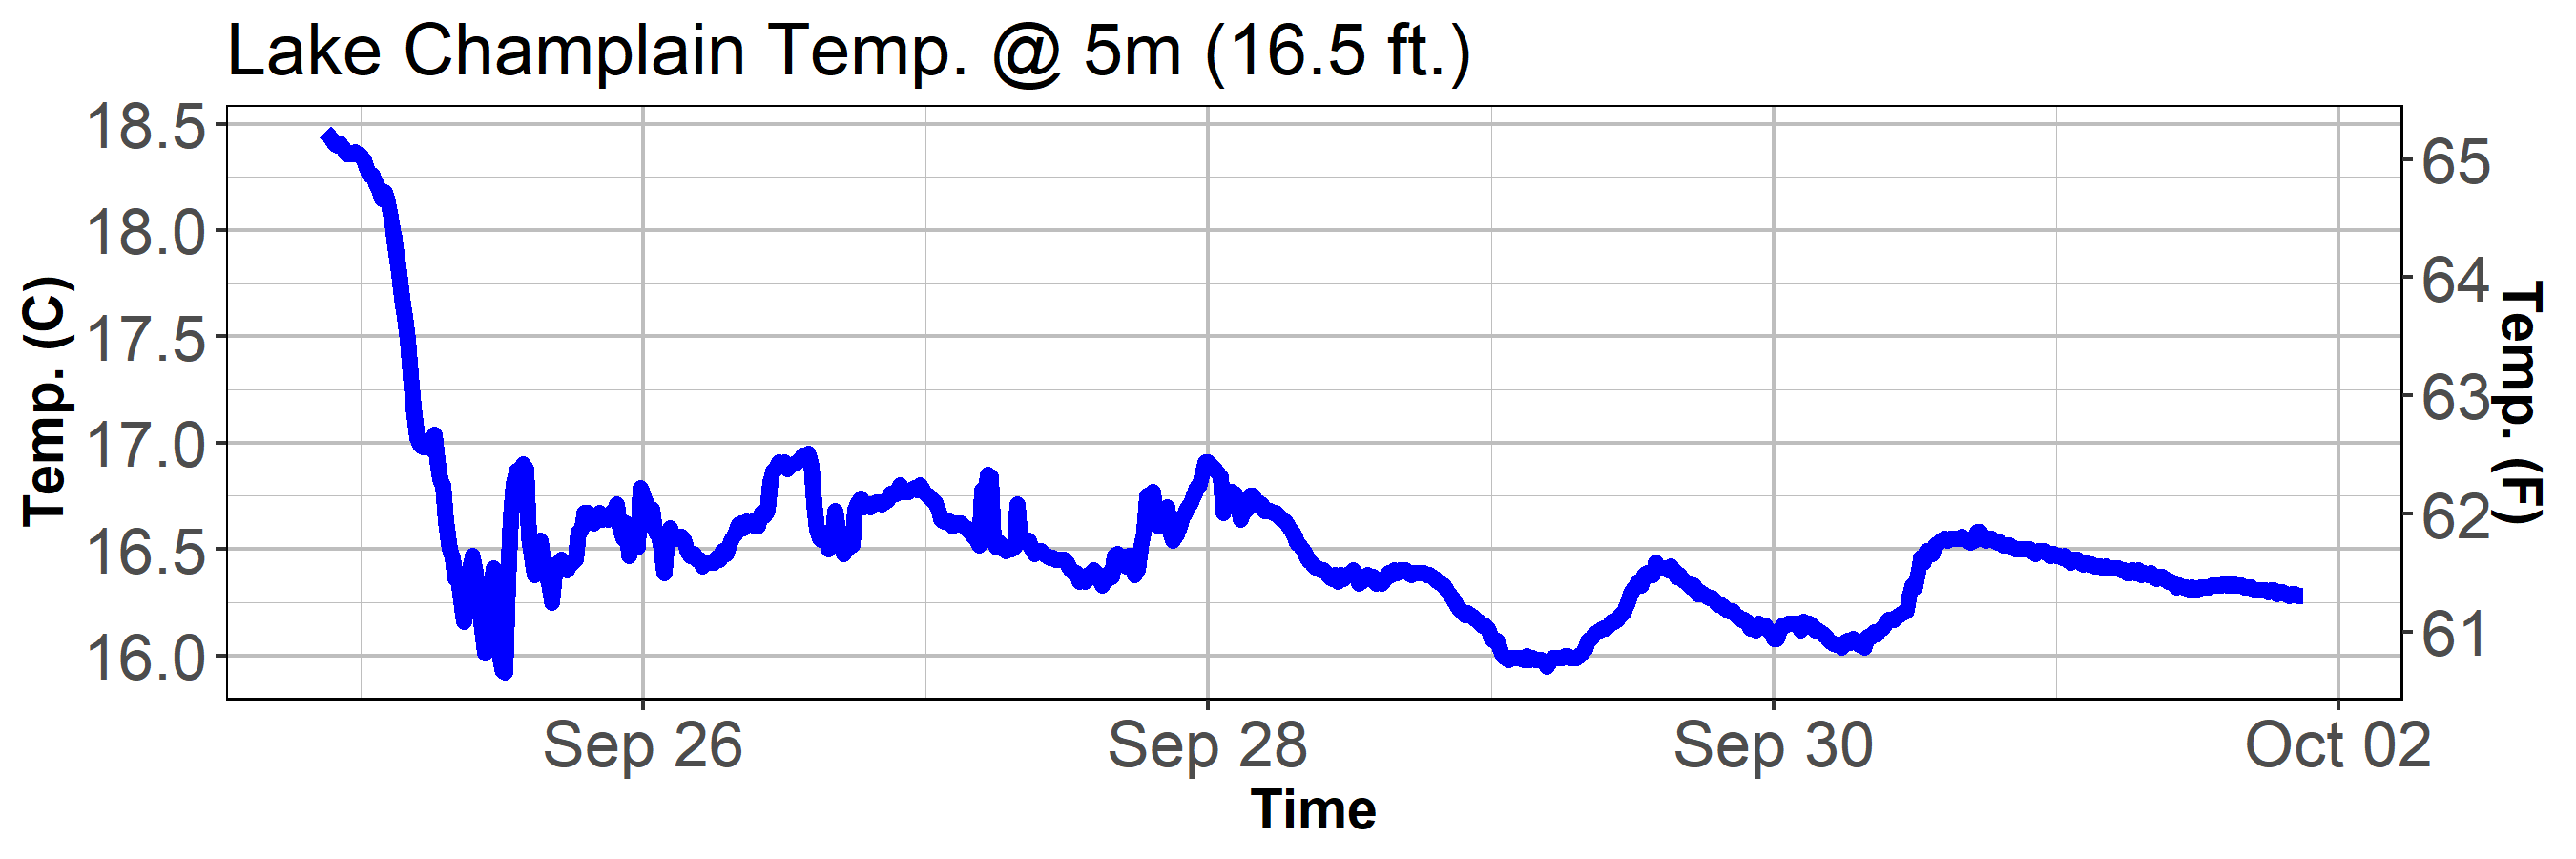 Lake Champlain Temp. @ 5m (16.5 ft.)
18.5
18.0
17.5
17.0
16.5
16.0
Temp. (C)
65
64
63
62
61
Temp. (F)
Sep 26 Sep 28 Sep 30 Oct 02
Time